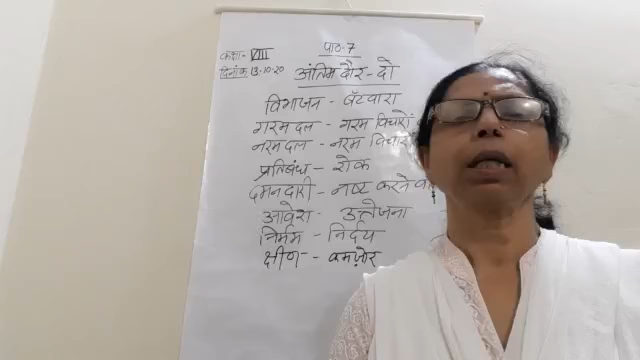 पाठ-7
कक्षा- VIII
दिनांक 13-10-20
अंतिम दौर-दो
विभाजन - बँटवारा
गरम दल - गरम विचारों
नरम दल - नरम
प्रतिबंध - रोक
दमनकारी - नष्ट करने
आवेश - उत्तेजना
निर्मम - निर्दय
क्षीण - कमज़ोर